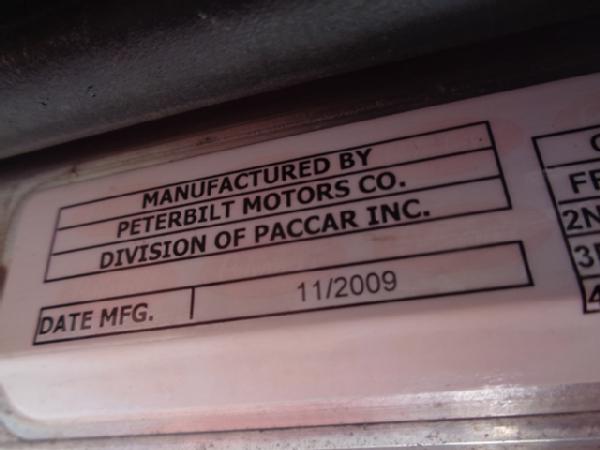 MANUFACTURED BY
PETERBILT MOTORS CO.
DIVISION OF PACCAR INC.
DATE MFG. 11/2009